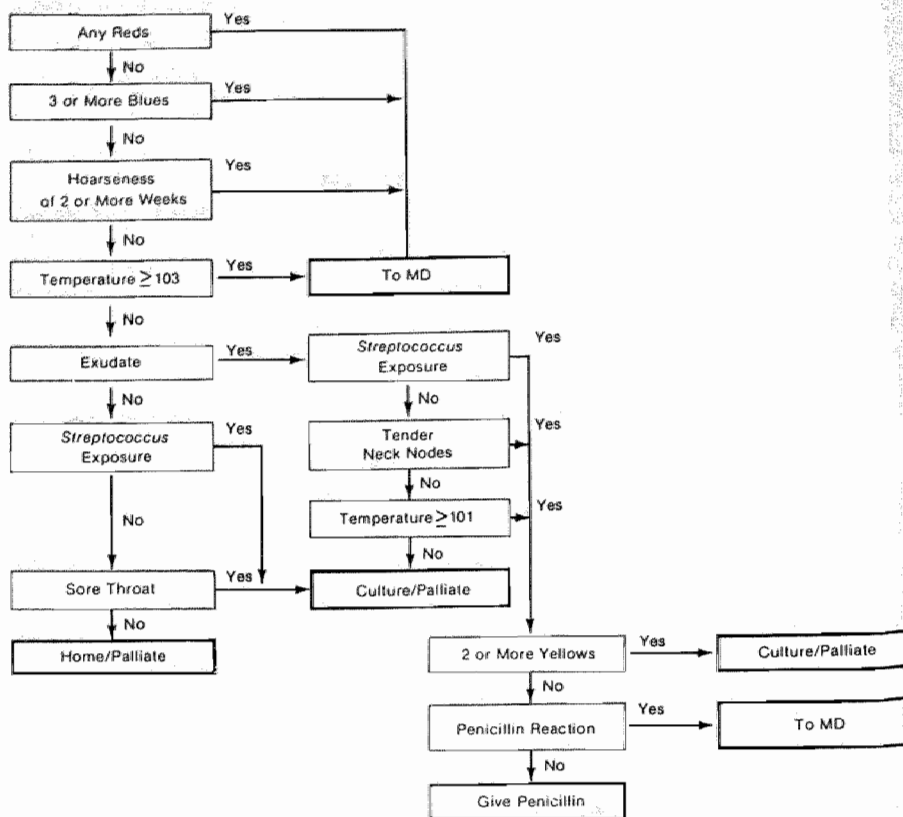 Any Reds
Yes
No
3 or More Blues
Yes
No
Hoarseness
of 2 or More Weeks
Yes
No
Temperature ≥103
Yes
To MD
No
Exudate
Yes
Streptococcus
Exposure
Yes
No
No
Streptococcus
Exposure
Yes
Tender
Neck Nodes
Yes
No
No
Temperature ≥101
Yes
No
Sore Throat
Yes
Culture/Palliate
No
Home/Palliate
2 or More Yellows
Yes
Culture/Palliate
No
Penicillin Reaction
Yes
To MD
No
Give Penicillin